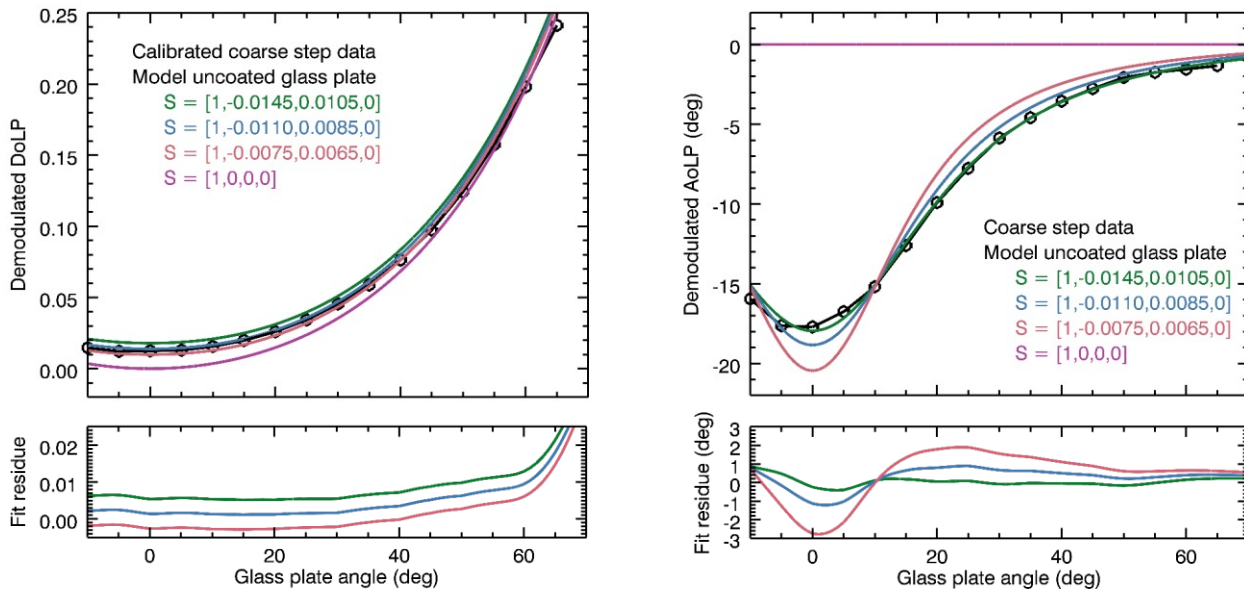 0.25
0.20
0.15
0.10
0.05
0.00
Demodulated DoLP
Calibrated coarse step data
Model uncoated glass plate
S = [1,-0.0145,0.0105,0]
S = [1,-0.0110,0.0085,0]
S = [1,-0.0075,0.0065,0]
S = [1,0,0,0]
0.02
0.01
0.00
Fit residue
0 20 40 60
Glass plate angle (deg)
0
-5
-10
-15
-20
Demodulated AoLP (deg)
Coarse step data
Model uncoated glass plate
S = [1,-0.0145,0.0105,0]
S = [1,-0.0110,0.0085,0]
S = [1,-0.0075,0.0065,0]
S = [1,0,0,0]
3
2
1
0
-1
-2
-3
Fit residue (deg)
0 20 40 60
Glass plate angle (deg)